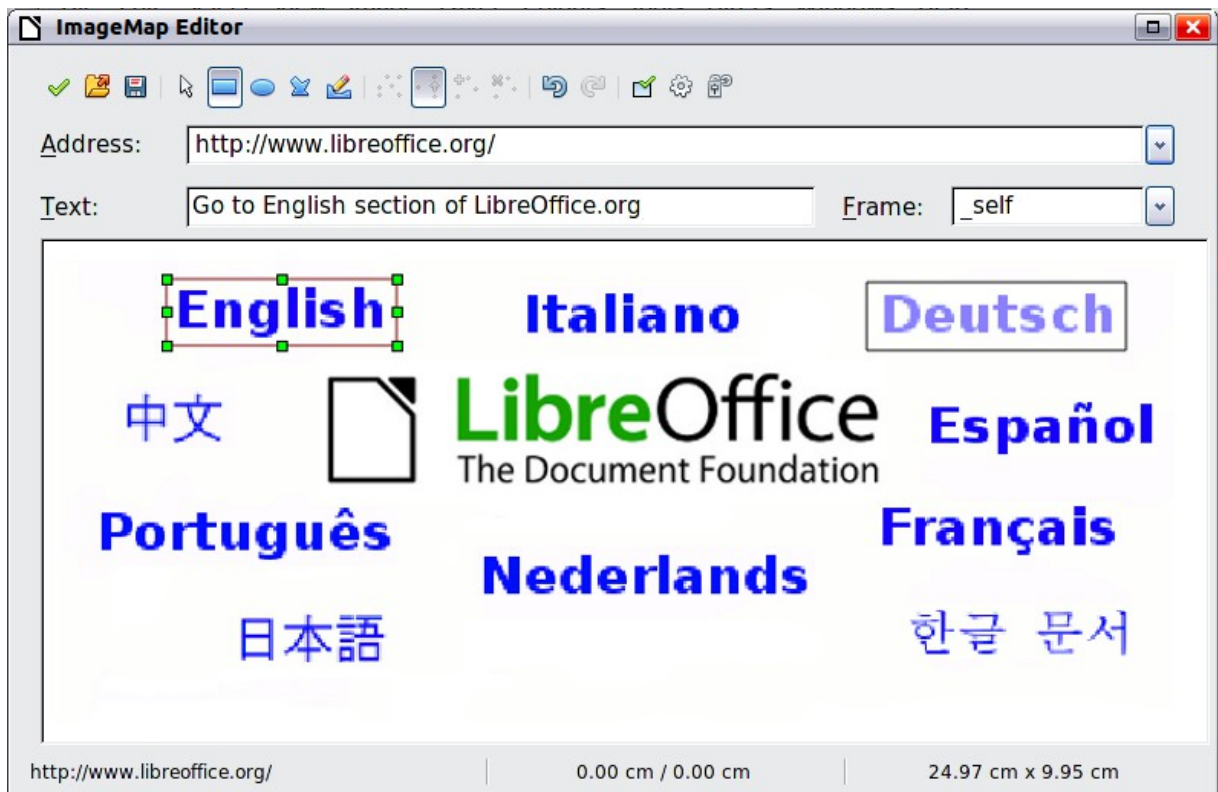 ImageMap Editor
Address: http://www.libreoffice.org/
Text: Go to English section of LibreOffice.org Frame: _self
English Italiano Deutsch
中文 LibreOffice Español
The Document Foundation
Português Français
Nederlands
日本語 한글 문서
http://www.libreoffice.org/ 0.00 cm / 0.00 cm 24.97 cm x 9.95 cm